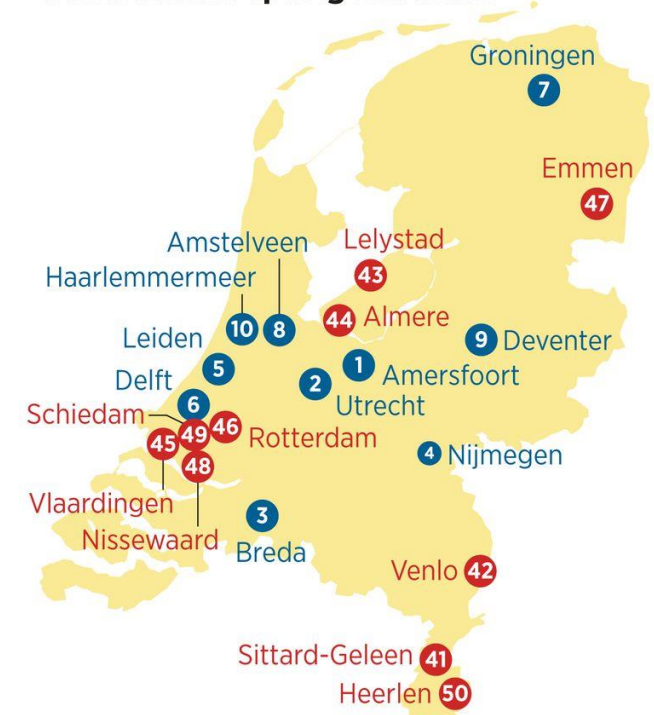 Groningen
7
Emmen
47
Amstelveen
Lelystad
Haarlemmermeer
43
10
8
44 Almere
Leiden
9 Deventer
5
1
Amersfoort
Delft
2
Utrecht
6
Schiedam
46
49
45
Rotterdam
4 Nijmegen
48
Vlaardingen
3
Nissewaard
Breda
Venlo 42
Sittard-Geleen 41
Heerlen 50